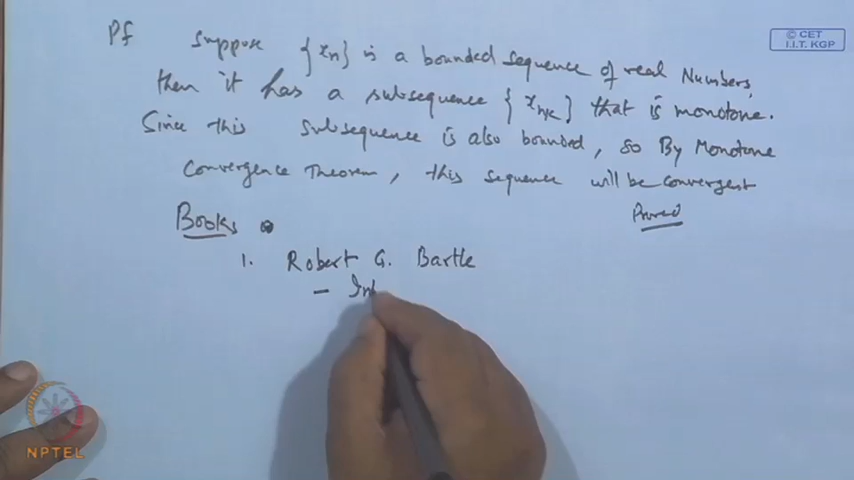 © CET
I.I.T. KGP
Pf Suppose {xn} is a bounded sequence of real Numbers,
then it has a subsequence {xnk} that is monotone.
Since this subsequence is also bounded, so By Monotone
Convergence Theorem, this sequence will be convergent
Proved
Books
1. Robert G. Bartle
- Int
NPTEL